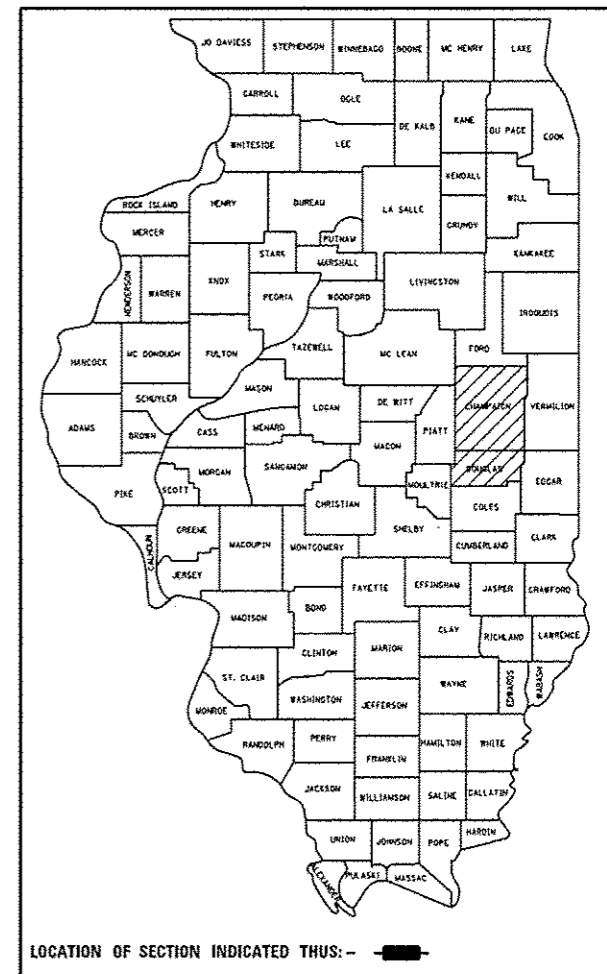 JO DAVIESS STEPHENSON WINNEBAGO BOONE MC HENRY LAKE
CARROLL OGLE DE KALB KANE DU PAGE COOK
WHITESIDE LEE KENDALL WILL
ROCK ISLAND HENRY BUREAU LA SALLE GRUNDY
MERCER STARK PUTNAM MARSHALL KANKAKEE
HENDERSON WARREN KNOX PEORIA WOODFORD LIVINGSTON IROQUOIS
HANCOCK MC DONOUGH FULTON TAZEWELL MC LEAN FORD
SCHUYLER MASON LOGAN DE WITT CHAMPAIGN VERMILION
ADAMS BROWN CASS MENARD MACON PIATT
PIKE SCOTT MORGAN SANGAMON CHRISTIAN MOULTRIE DOUGLAS EDGAR
CALHOUN GREENE MACOUPIN MONTGOMERY SHELBY COLES
JERSEY CUMBERLAND CLARK
MADISON BOND FAYETTE EFFINGHAM JASPER CRAWFORD
CLINTON MARION CLAY RICHLAND LAWRENCE
ST. CLAIR WASHINGTON WAYNE EDWARDS WABASH
MONROE JEFFERSON
RANDOLPH PERRY HAMILTON WHITE
FRANKLIN
JACKSON WILLIAMSON SALINE GALLATIN
UNION JOHNSON POPE HARDIN
ALEXANDER PULASKI MASSAC
LOCATION OF SECTION INDICATED THUS: -